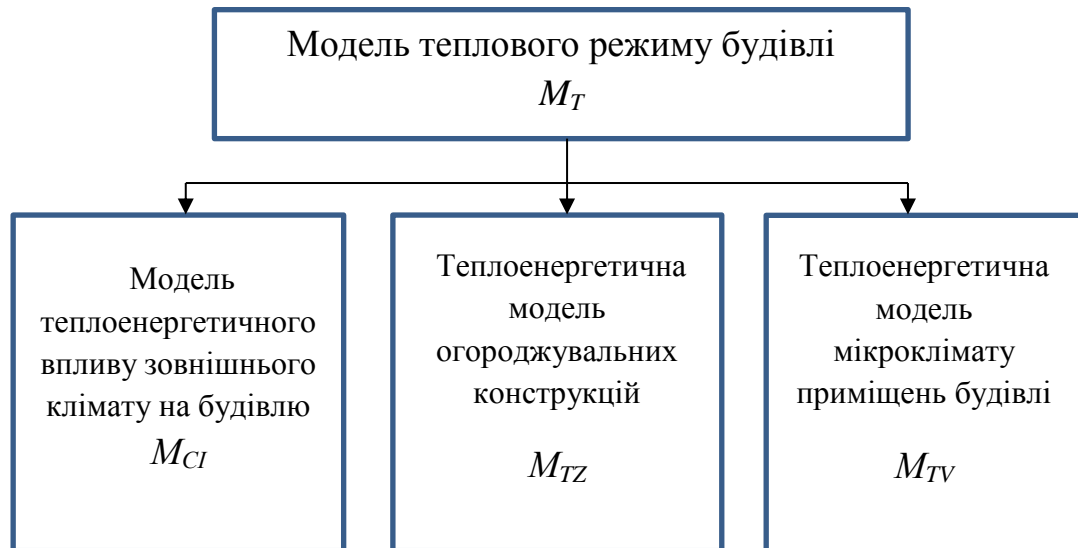 Модель теплового режиму будівлі
M_T
Модель
теплоенергетичного
впливу зовнішнього
клімату на будівлю
M_CI
Теплоенергетична
модель
огороджувальних
конструкцій
M_TZ
Теплоенергетична
модель
мікроклімату
приміщень будівлі
M_TV